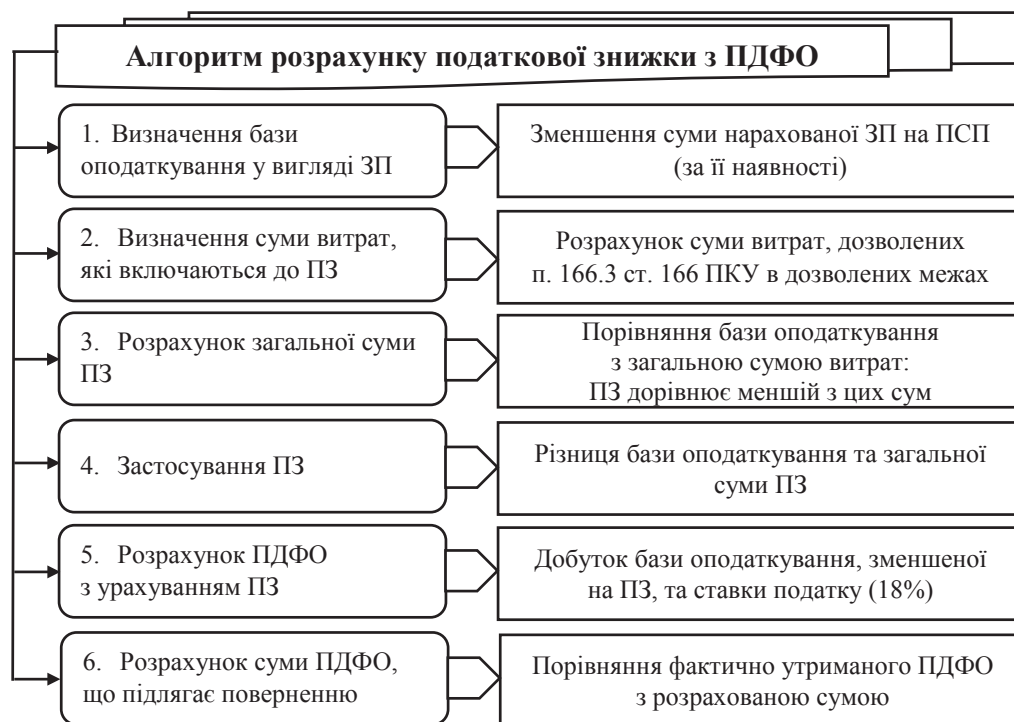 Алгоритм розрахунку податкової знижки з ПДФО
1. Визначення бази
оподаткування у вигляді ЗП
Зменшення суми нарахованої ЗП на ПСП
(за її наявності)
2. Визначення суми витрат,
які включаються до ПЗ
Розрахунок суми витрат, дозволених
п. 166.3 ст. 166 ПКУ в дозволених межах
3. Розрахунок загальної суми
ПЗ
Порівняння бази оподаткування
з загальною сумою витрат:
ПЗ дорівнює меншій з цих сум
4. Застосування ПЗ
Різниця бази оподаткування та загальної
суми ПЗ
5. Розрахунок ПДФО
з урахуванням ПЗ
Добуток бази оподаткування, зменшеної
на ПЗ, та ставки податку (18%)
6. Розрахунок суми ПДФО,
що підлягає поверненню
Порівняння фактично утриманого ПДФО
з розрахованою сумою